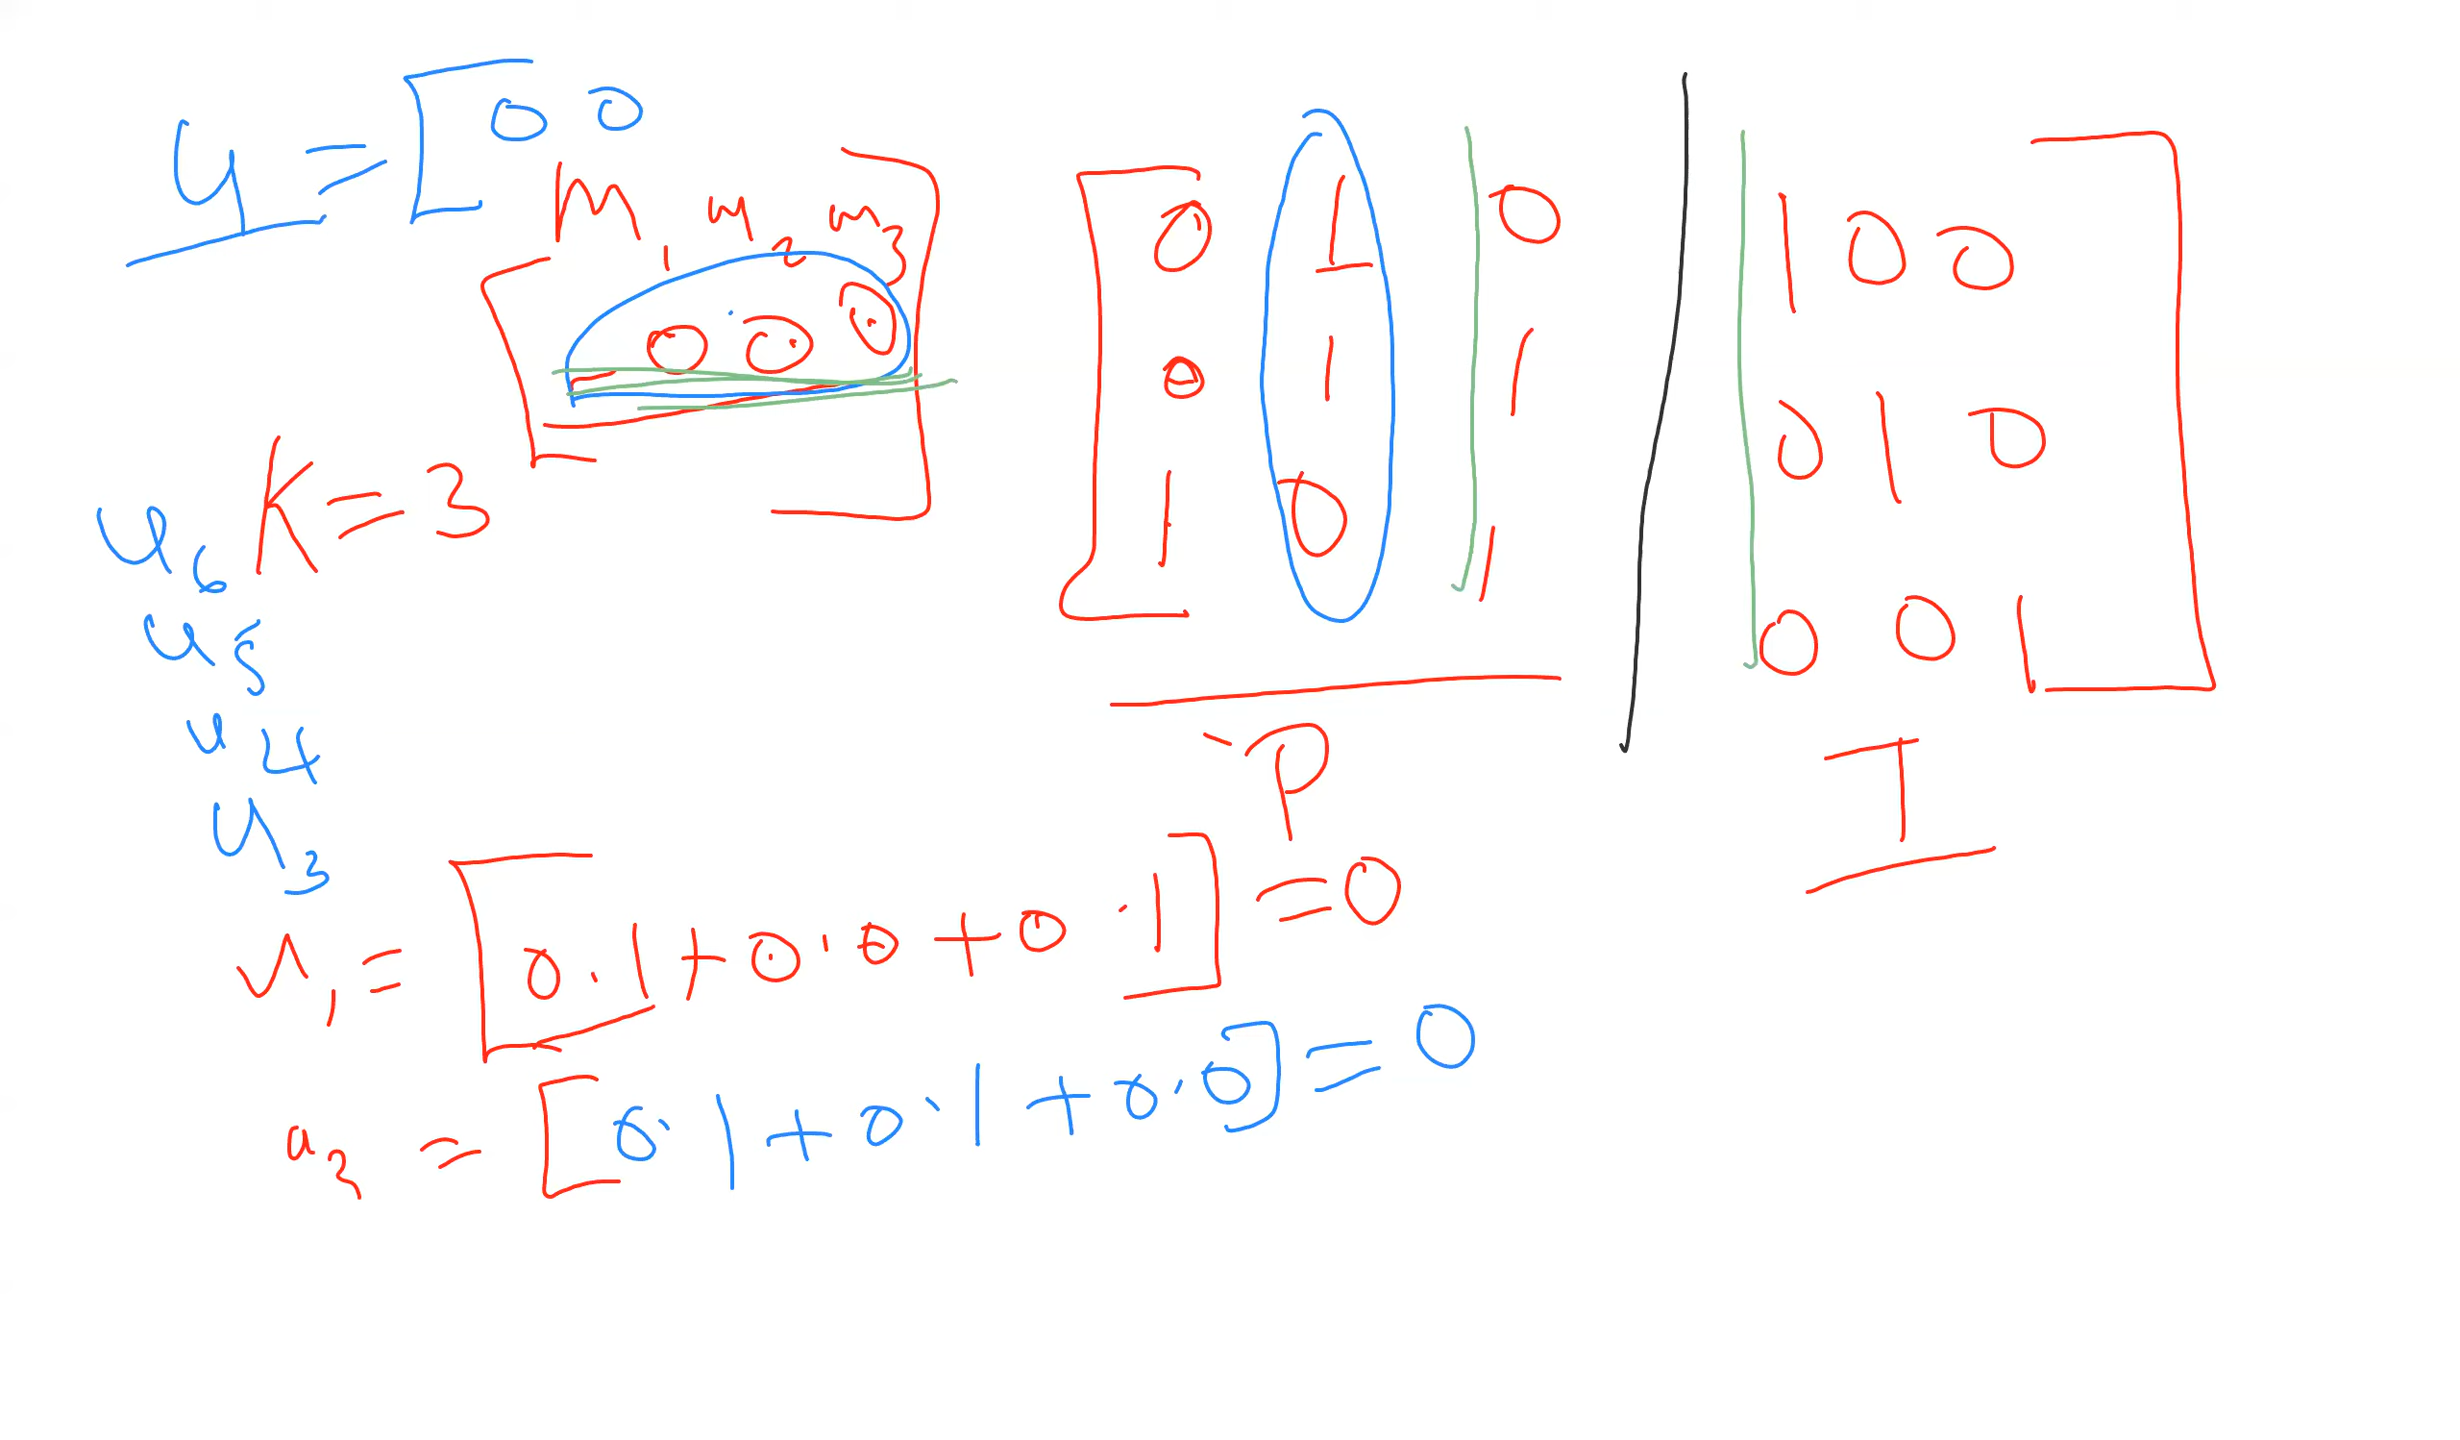 u = [ 0 0
M1 u2 u3
[ 0 0 0 ]
[ 0 1 0 | 1 0 0 ]
0 1 1 | 0 1 0
1 0 1 | 0 0 1
K = 3
u6
u5
u4
u3
P
I
u1 = [ 0.1 + 0.0 + 0.1 ] = 0
u2 = [ 0.1 + 0.1 + 0.0 ] = 0